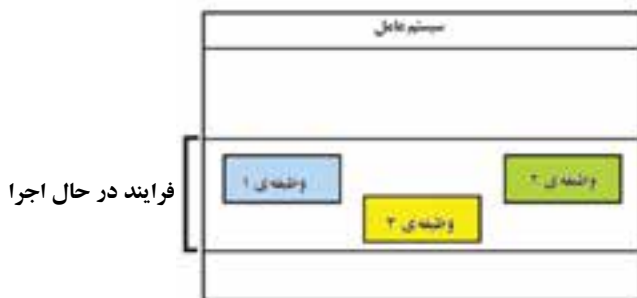 سیستم عامل
فرایند در حال اجرا
وظیفه‌ی ۱
وظیفه‌ی ۲
وظیفه‌ی ۳